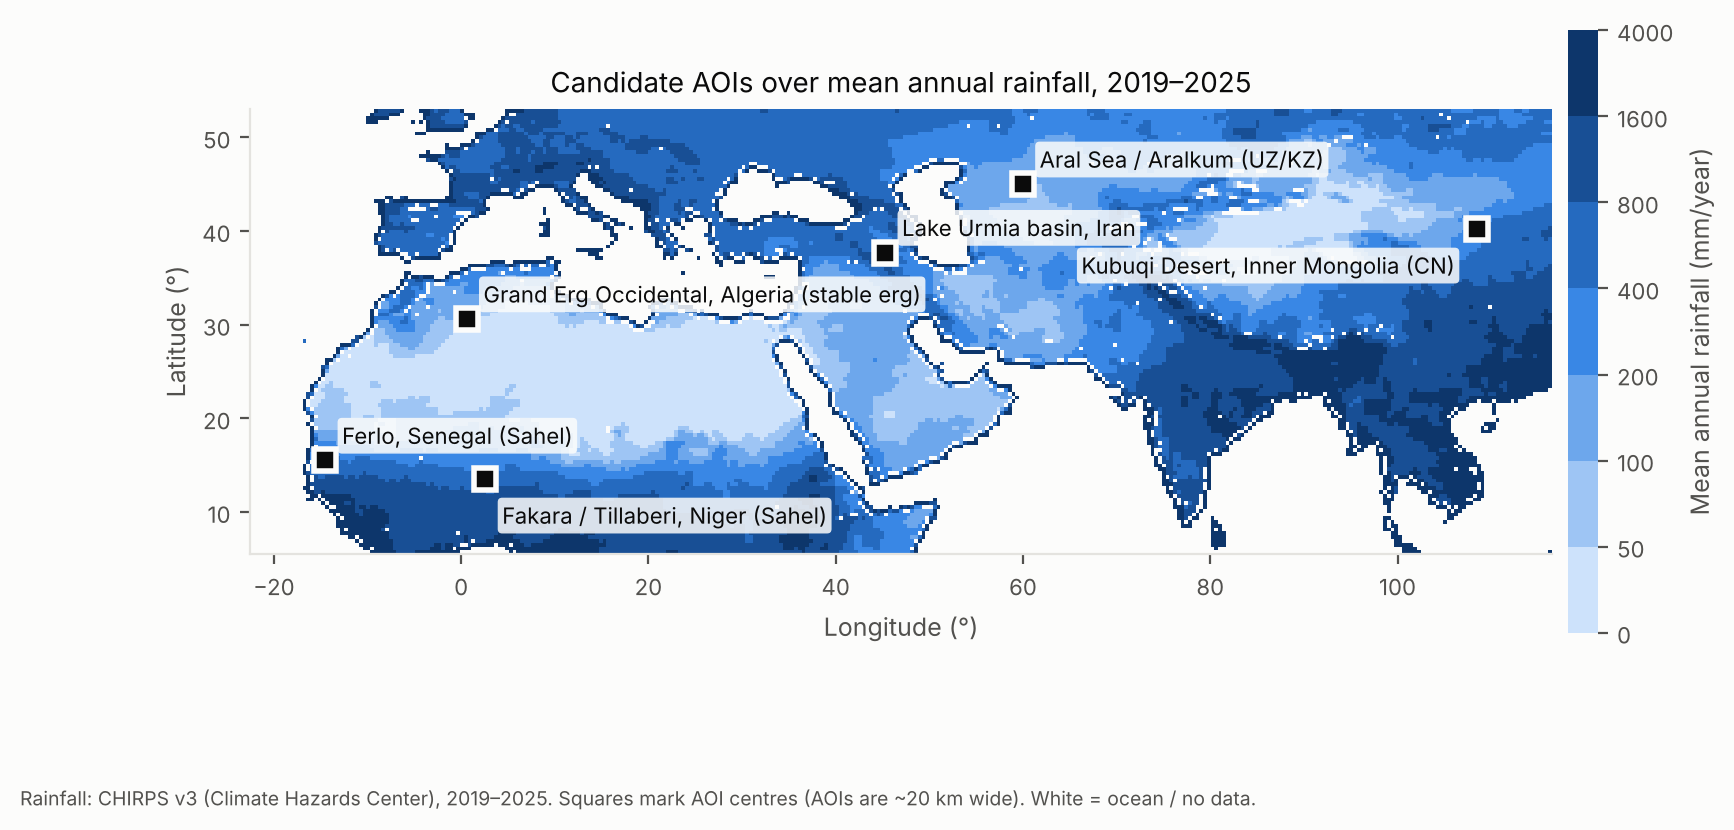 Candidate AOIs over mean annual rainfall, 2019–2025
Aral Sea / Aralkum (UZ/KZ)
Lake Urmia basin, Iran
Kubuqi Desert, Inner Mongolia (CN)
Grand Erg Occidental, Algeria (stable erg)
Ferlo, Senegal (Sahel)
Fakara / Tillaberi, Niger (Sahel)
Latitude (°)
50
40
30
20
10
−20
0
20
40
60
80
100
Longitude (°)
4000
1600
800
400
200
100
50
0
Mean annual rainfall (mm/year)
Rainfall: CHIRPS v3 (Climate Hazards Center), 2019–2025. Squares mark AOI centres (AOIs are ~20 km wide). White = ocean / no data.